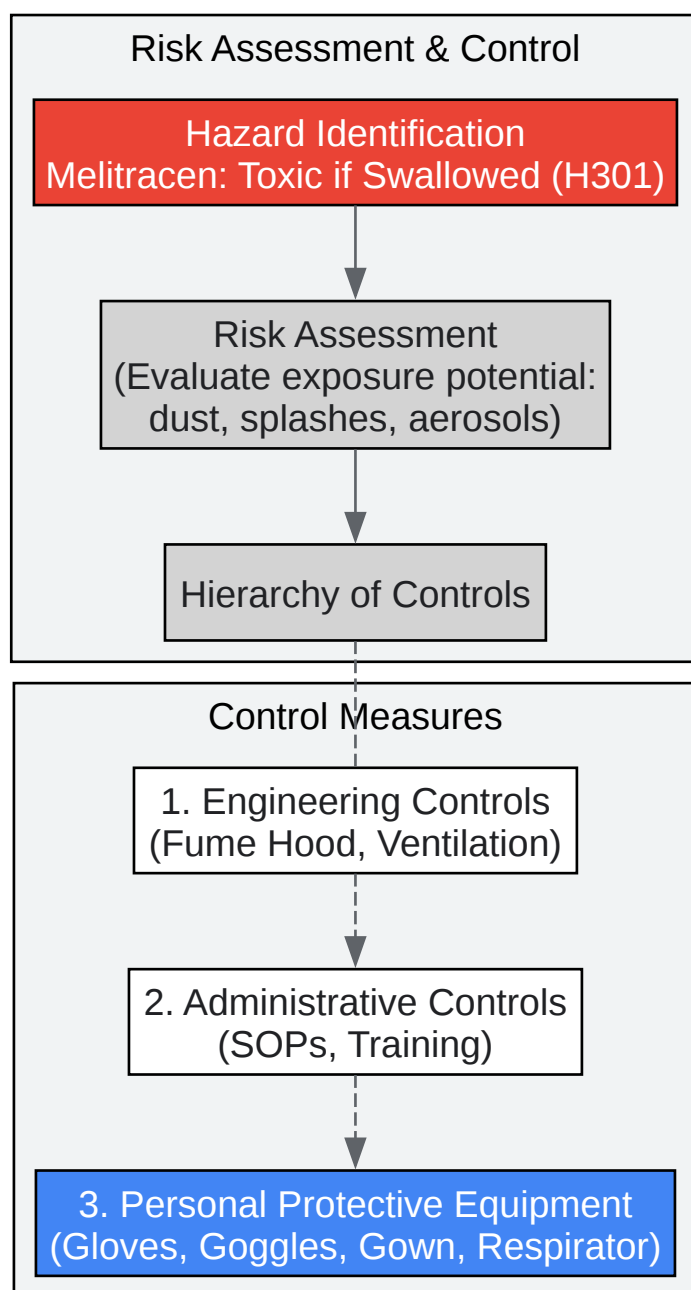 Risk Assessment & Control
Hazard Identification
Melitracen: Toxic if Swallowed (H301)
Risk Assessment
(Evaluate exposure potential:
dust, splashes, aerosols)
Hierarchy of Controls
Control Measures
1. Engineering Controls
(Fume Hood, Ventilation)
2. Administrative Controls
(SOPs, Training)
3. Personal Protective Equipment
(Gloves, Goggles, Gown, Respirator)